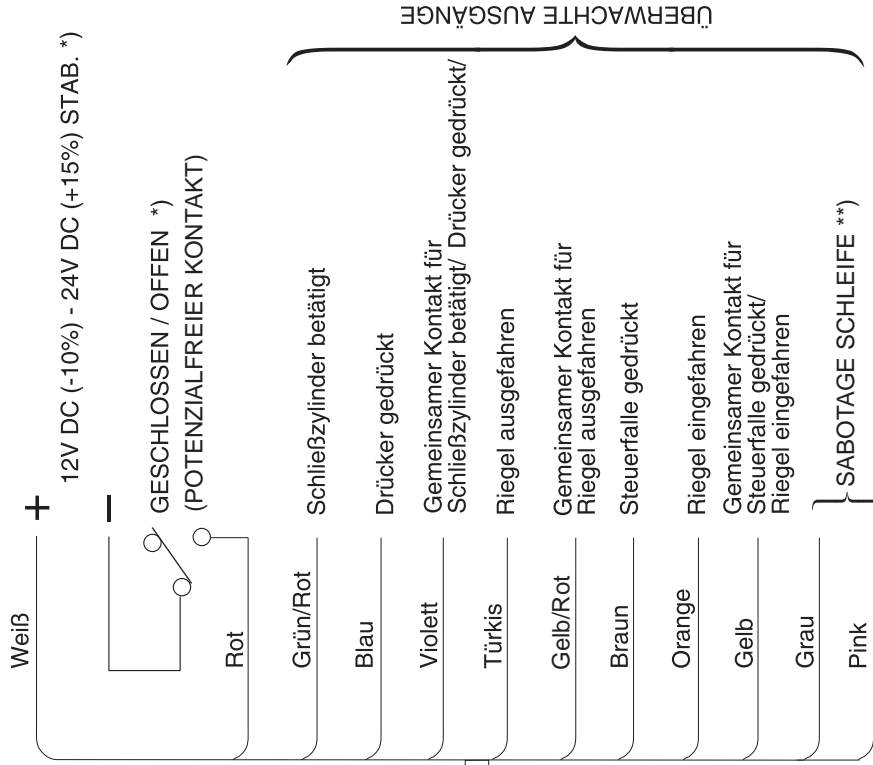 Weiß
+
12V DC (-10%) - 24V DC (+15%) STAB. *)
–
GESCHLOSSEN / OFFEN *)
(POTENZIALFREIER KONTAKT)
Rot
Grün/Rot
Schließzylinder betätigt
Blau
Drücker gedrückt
Violett
Gemeinsamer Kontakt für
Schließzylinder betätigt/ Drücker gedrückt/
Türkis
Riegel ausgefahren
Gelb/Rot
Gemeinsamer Kontakt für
Riegel ausgefahren
Braun
Steuerfalle gedrückt
Orange
Riegel eingefahren
Gelb
Gemeinsamer Kontakt für
Steuerfalle gedrückt/
Riegel eingefahren
Grau
Pink
SABOTAGE SCHLEIFE **)
ÜBERWACHTE AUSGÄNGE